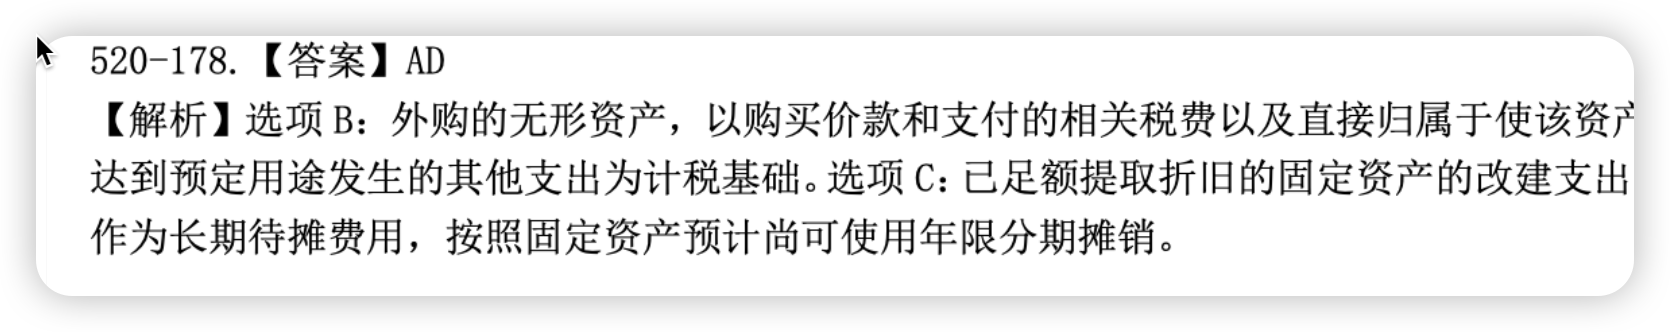 520-178.【答案】AD
【解析】选项 B：外购的无形资产，以购买价款和支付的相关税费以及直接归属于使该资产
达到预定用途发生的其他支出为计税基础。选项 C：已足额提取折旧的固定资产的改建支出
作为长期待摊费用，按照固定资产预计尚可使用年限分期摊销。